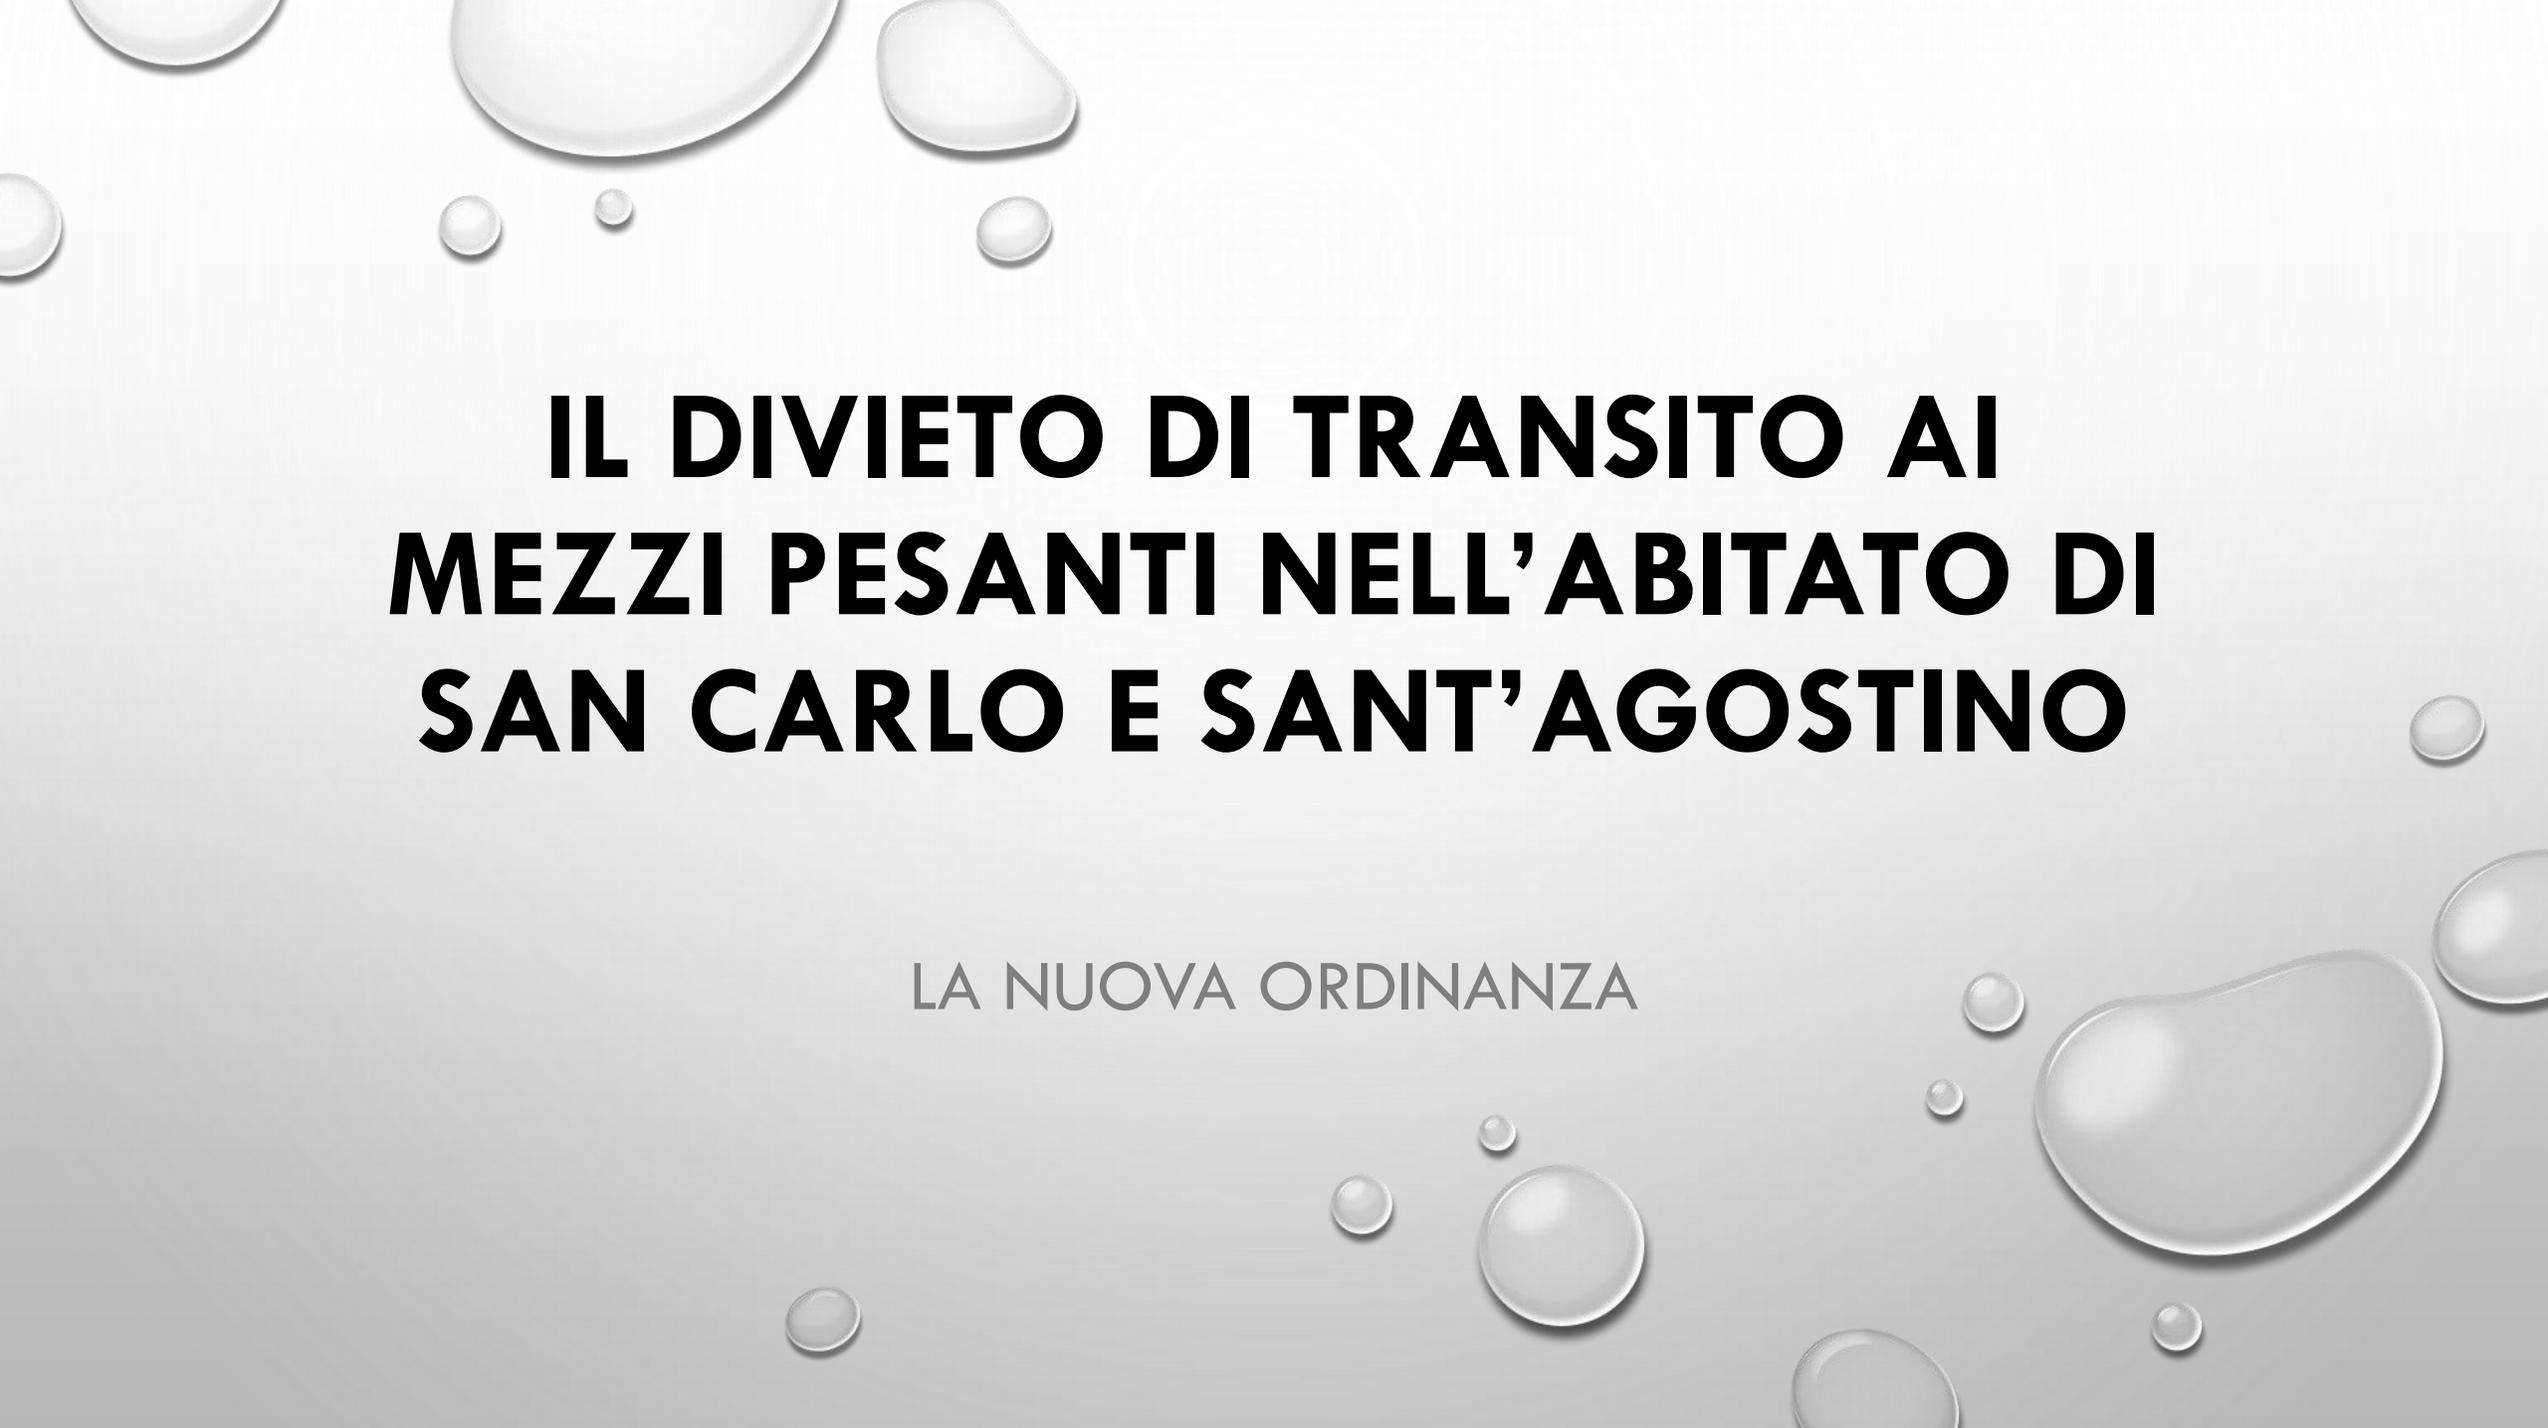 IL DIVIETO DI TRANSITO AI
MEZZI PESANTI NELL’ABITATO DI
SAN CARLO E SANT’AGOSTINO
LA NUOVA ORDINANZA